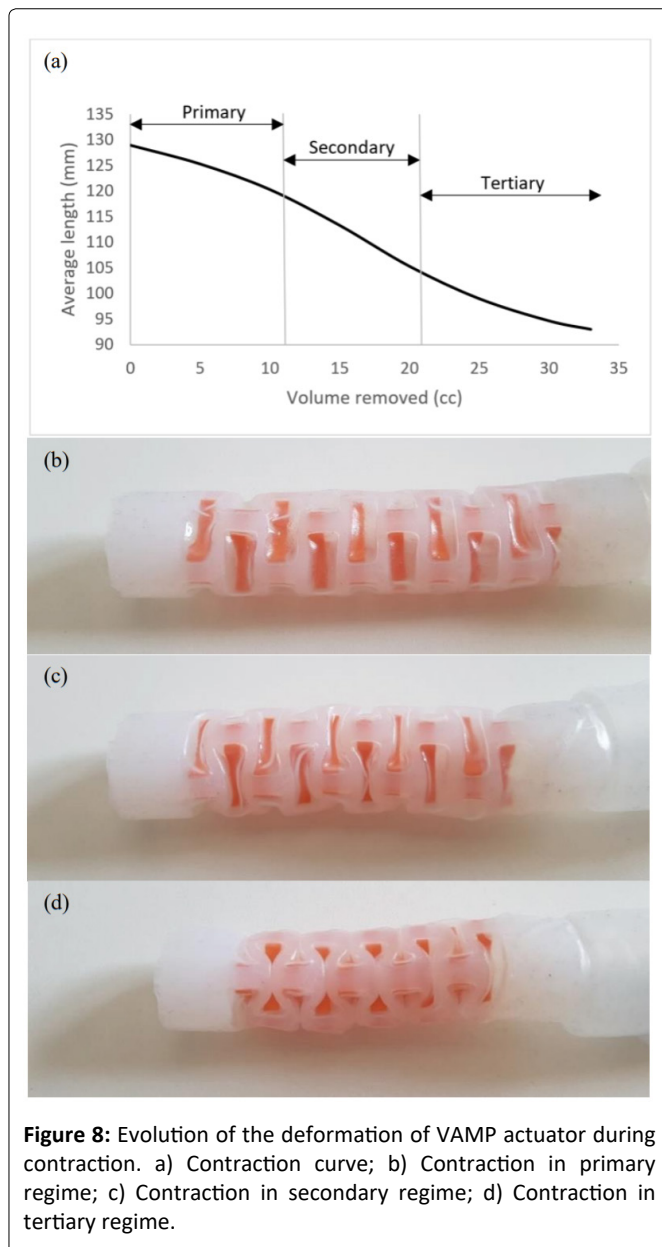 (a)
Primary
Secondary
Tertiary
Average length (mm)
135
130
125
120
115
110
105
100
95
90
0 5 10 15 20 25 30 35
Volume removed (cc)
(b)
(c)
(d)
Figure 8: Evolution of the deformation of VAMP actuator during
contraction. a) Contraction curve; b) Contraction in primary
regime; c) Contraction in secondary regime; d) Contraction in
tertiary regime.